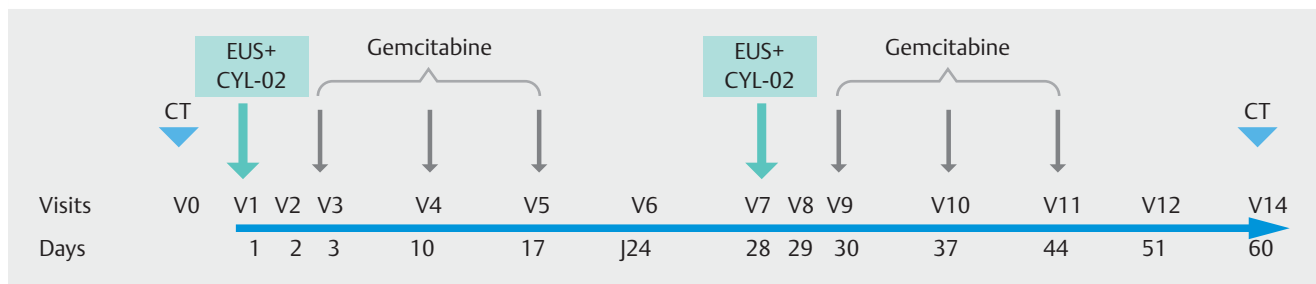 EUS+
CYL-02
Gemcitabine
EUS+
CYL-02
Gemcitabine
CT
CT
Visits V0 V1 V2 V3 V4 V5 V6 V7 V8 V9 V10 V11 V12 V14
Days 1 2 3 10 17 J24 28 29 30 37 44 51 60